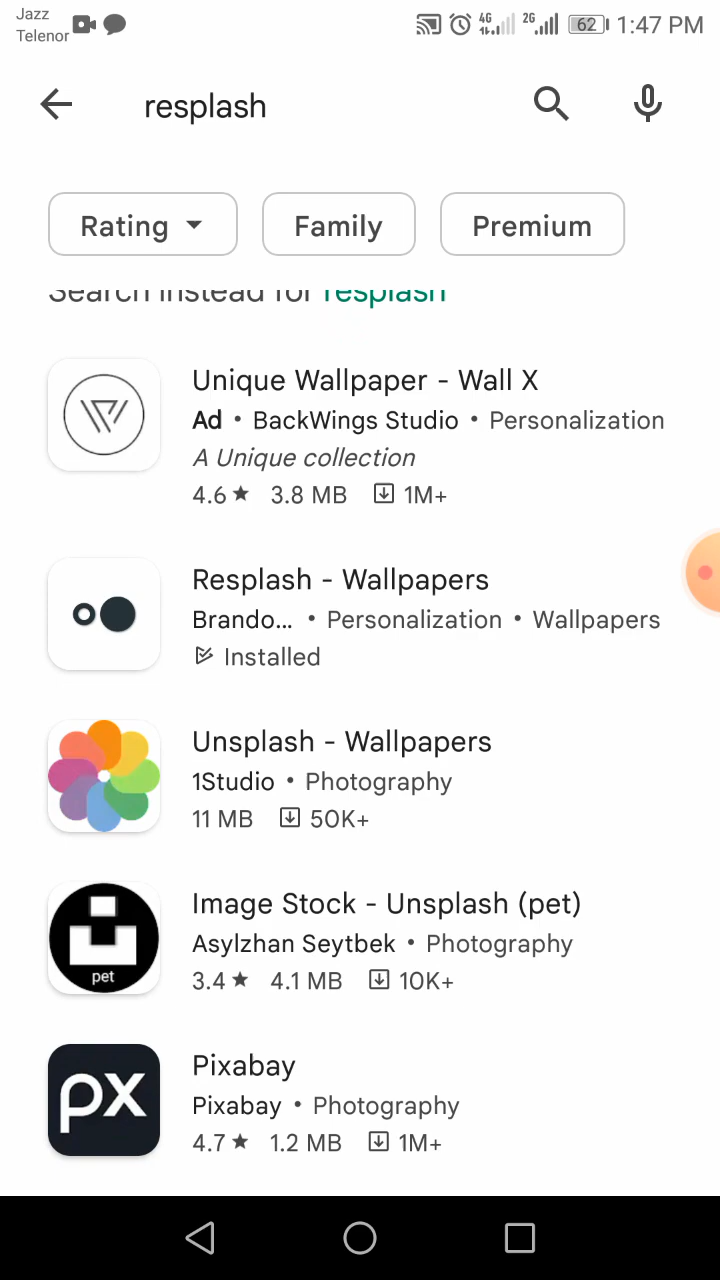 Jazz
Telenor
4G
2G
62
1:47 PM
resplash
Rating
Family
Premium
Search instead for resplash
Unique Wallpaper - Wall X
Ad • BackWings Studio • Personalization
A Unique collection
4.6★ 3.8 MB 1M+
Resplash - Wallpapers
Brando... • Personalization • Wallpapers
Installed
Unsplash - Wallpapers
1Studio • Photography
11 MB 50K+
pet
Image Stock - Unsplash (pet)
Asylzhan Seytbek • Photography
3.4★ 4.1 MB 10K+
px
Pixabay
Pixabay • Photography
4.7★ 1.2 MB 1M+